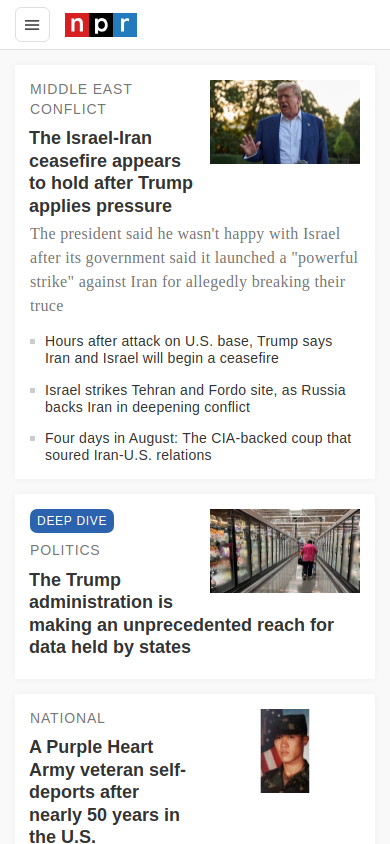 npr
MIDDLE EAST
CONFLICT
The Israel-Iran
ceasefire appears
to hold after Trump
applies pressure
The president said he wasn't happy with Israel
after its government said it launched a "powerful
strike" against Iran for allegedly breaking their
truce
Hours after attack on U.S. base, Trump says
Iran and Israel will begin a ceasefire
Israel strikes Tehran and Fordo site, as Russia
backs Iran in deepening conflict
Four days in August: The CIA-backed coup that
soured Iran-U.S. relations
DEEP DIVE
POLITICS
The Trump
administration is
making an unprecedented reach for
data held by states
NATIONAL
A Purple Heart
Army veteran self-
deports after
nearly 50 years in
the U.S.